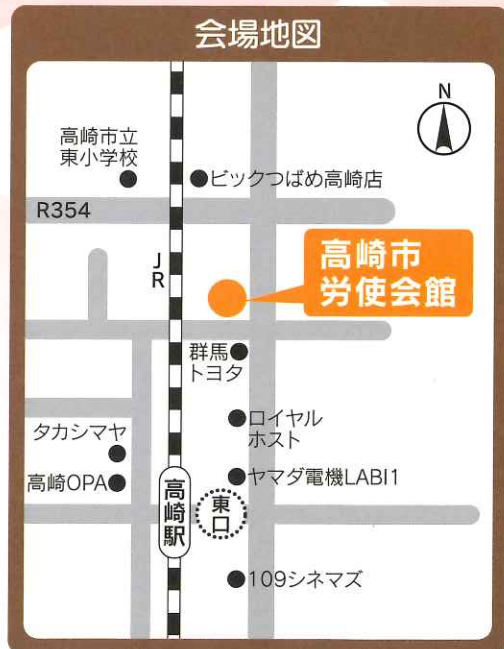 会場地図
N
高崎市立
東小学校
ビックつばめ高崎店
R354
JR
高崎市
労使会館
群馬
トヨタ
ロイヤル
ホスト
タカシマヤ
高崎OPA
ヤマダ電機LABI1
高崎駅
東口
109シネマズ